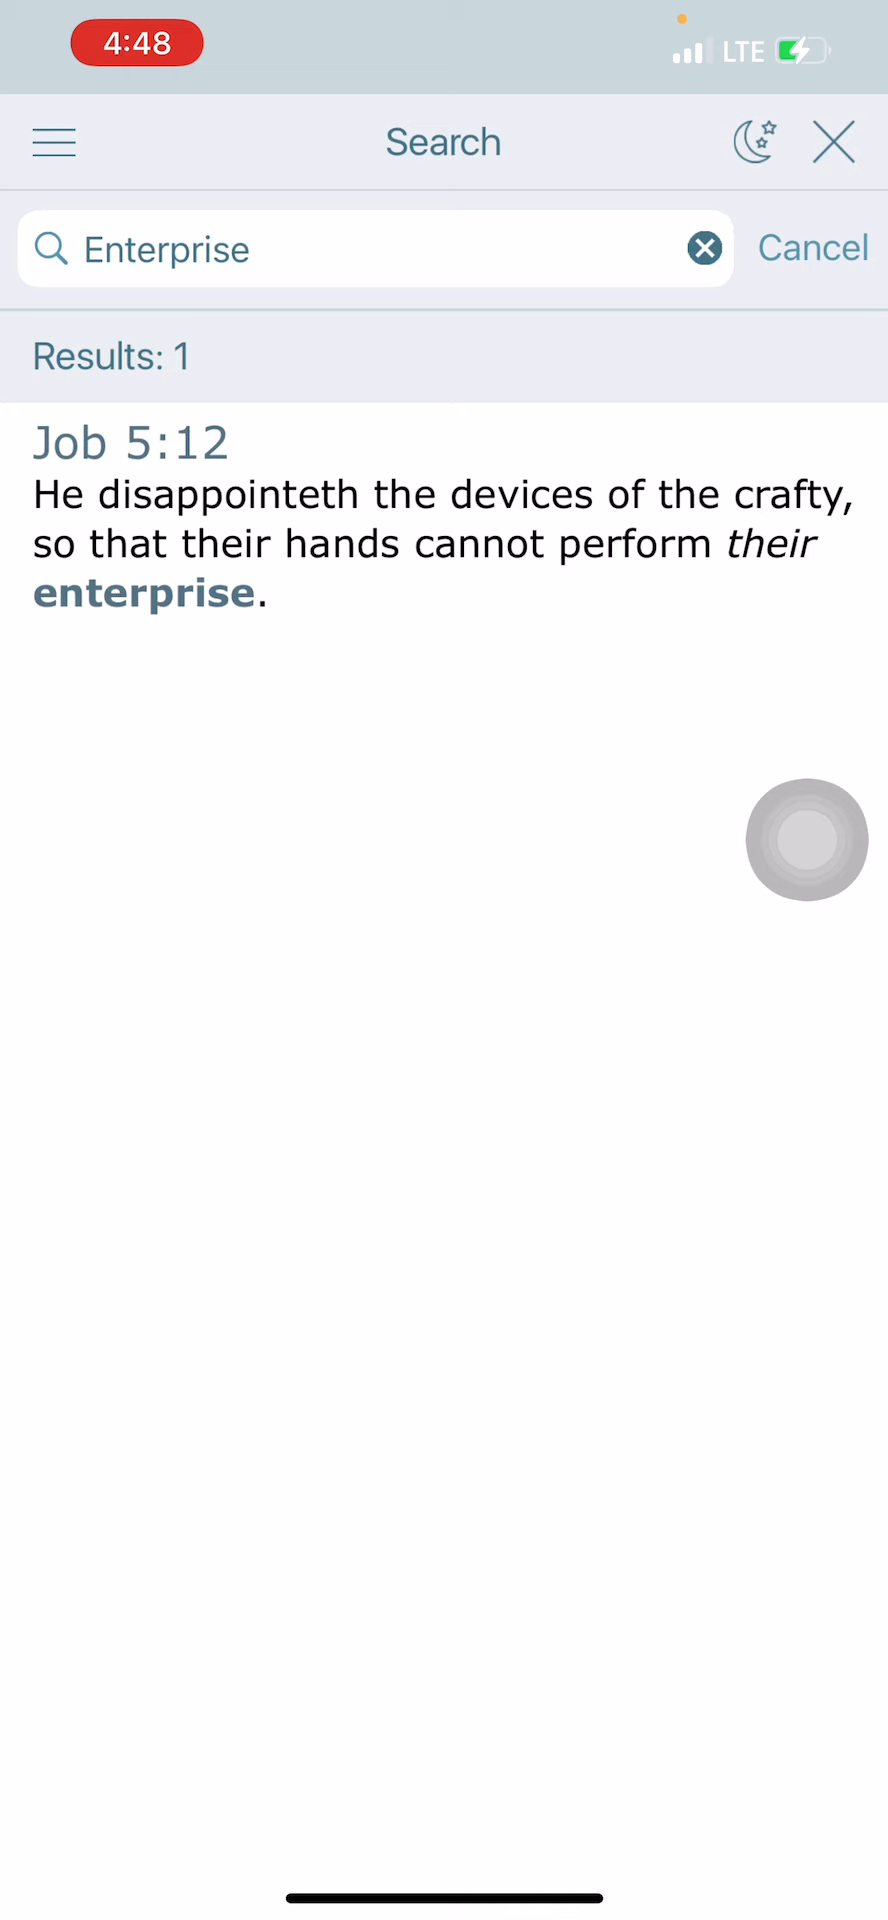 4:48
LTE
Search
Enterprise
Cancel
Results: 1
Job 5:12
He disappointeth the devices of the crafty,
so that their hands cannot perform their
enterprise.